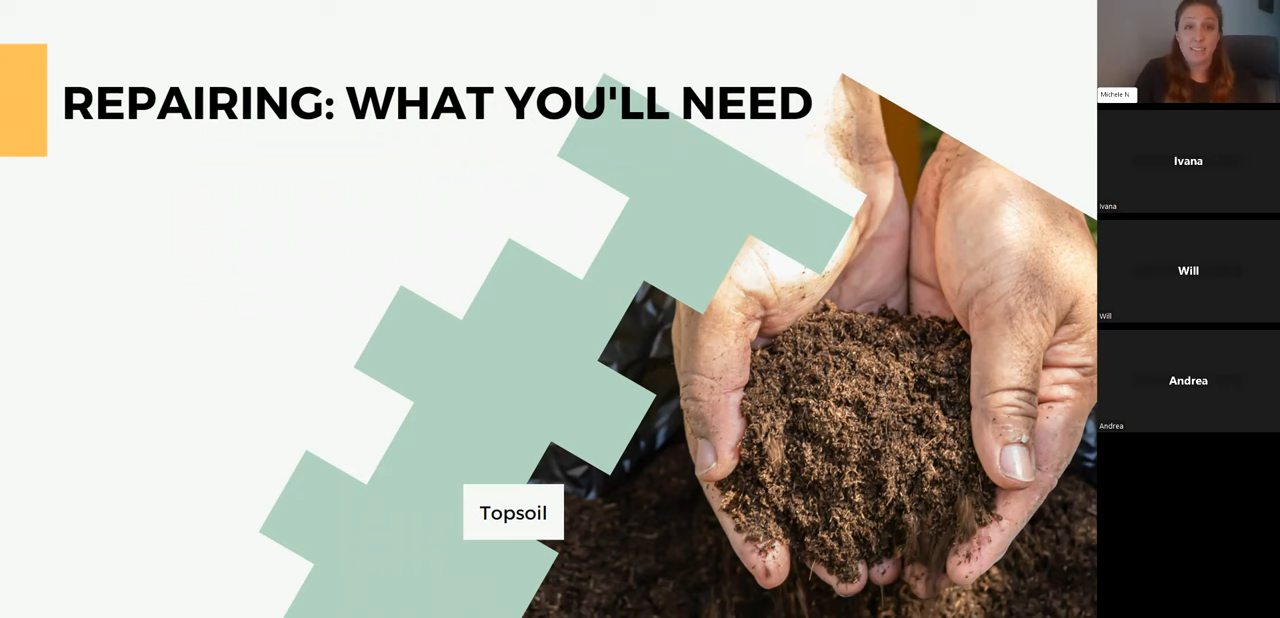 REPAIRING: WHAT YOU'LL NEED
Topsoil
Michele N
Ivana
Ivana
Will
Will
Andrea
Andrea